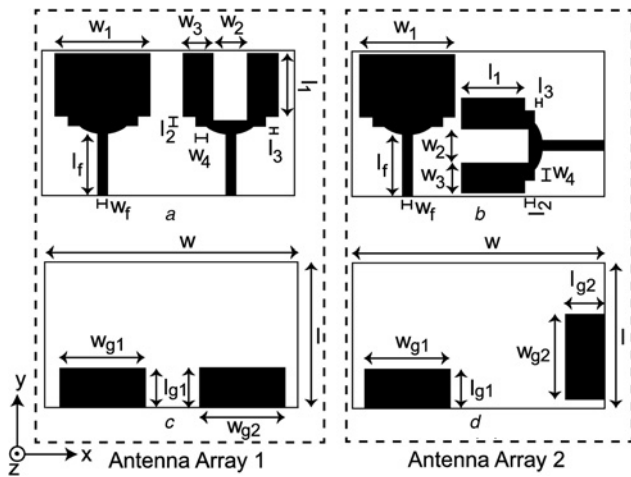 w1 w3 w2 w1
l1 l3
l1
l2 l3 w2
w4 w4
lf lf w3
wf a wf b l2
w w
lg2
wg1 l wg1 wg2 l
lg1 lg1
y c wg2 d
z x Antenna Array 1 Antenna Array 2